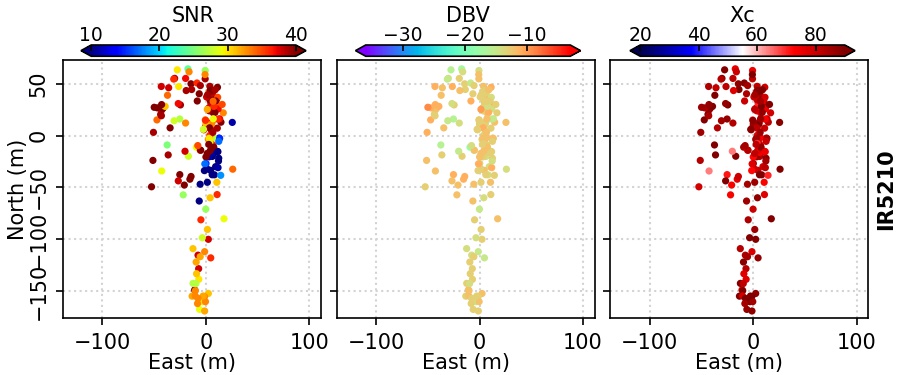 SNR DBV Xc
10 20 30 40 −30 −20 −10 20 40 60 80
North (m)
50
0
−50
−100
−150
IR5210
−100 0 100 −100 0 100 −100 0 100
East (m) East (m) East (m)